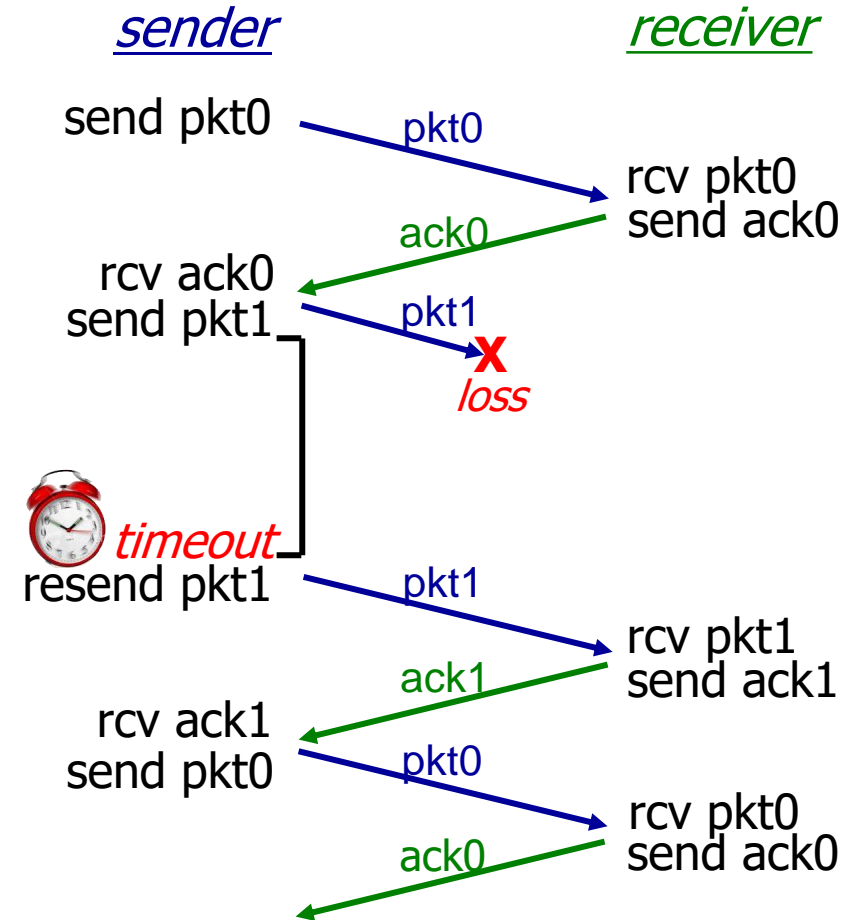 sender receiver
send pkt0
pkt0
rcv pkt0
send ack0
ack0
rcv ack0
send pkt1
pkt1
X
loss
timeout
resend pkt1
pkt1
rcv pkt1
send ack1
ack1
rcv ack1
send pkt0
pkt0
rcv pkt0
send ack0
ack0